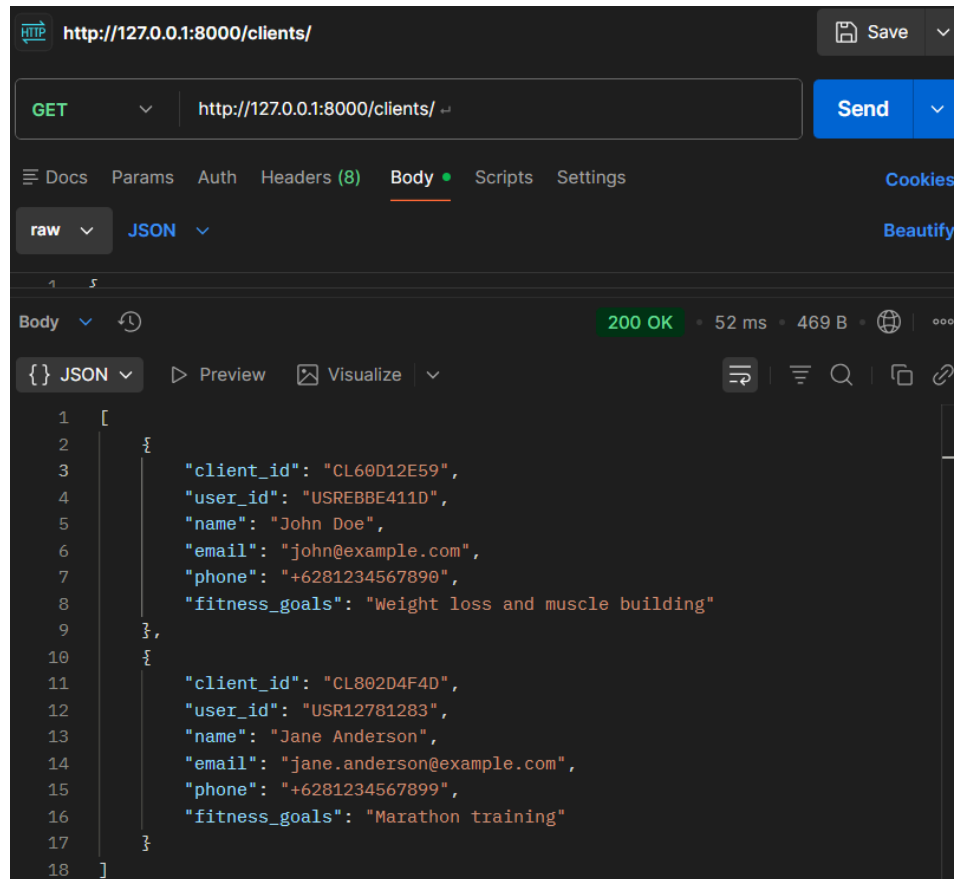 HTTP http://127.0.0.1:8000/clients/ Save
GET http://127.0.0.1:8000/clients/ Send
Docs Params Auth Headers (8) Body Scripts Settings Cookies
raw JSON Beautify
1 {
Body 200 OK 52 ms 469 B
{} JSON Preview Visualize
1 [
2 {
3 "client_id": "CL60D12E59",
4 "user_id": "USREBBE411D",
5 "name": "John Doe",
6 "email": "john@example.com",
7 "phone": "+6281234567890",
8 "fitness_goals": "Weight loss and muscle building"
9 },
10 {
11 "client_id": "CL802D4F4D",
12 "user_id": "USR12781283",
13 "name": "Jane Anderson",
14 "email": "jane.anderson@example.com",
15 "phone": "+6281234567899",
16 "fitness_goals": "Marathon training"
17 }
18 ]